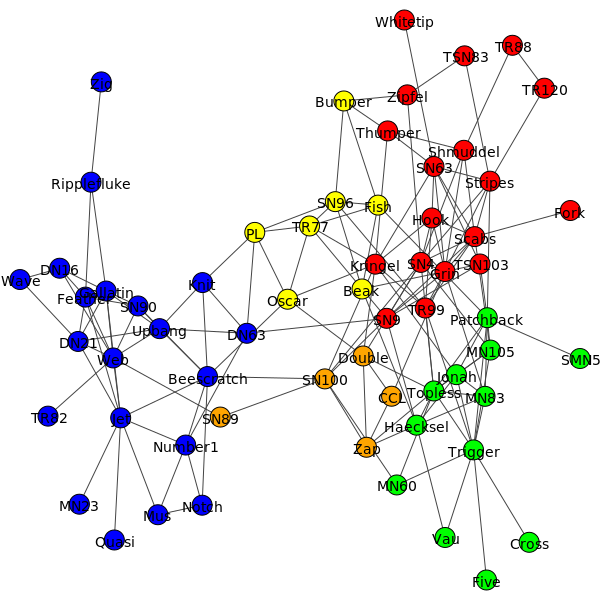 Whitetip
TR88
TSN83
Zig
TR120
Zipfel
Bumper
Thumper
Shmuddel
SN63
Ripplefluke
Stripes
SN96
Fish
Fork
Hook
TR77
PL
Scabs
Kringel
SN4
TSN103
Grin
DN16
Wave
Knit
Beak
Gallatin
Oscar
SN90
TR99
SN9
Patchback
Upbang
DN63
DN21
MN105
Web
Double
SMN5
Jonah
Beescratch
SN100
Topless
CCL
MN83
TR82
Jet
SN89
Haecksel
Number1
Zap
Trigger
MN60
MN23
Notch
Mus
Quasi
Vau
Cross
Five